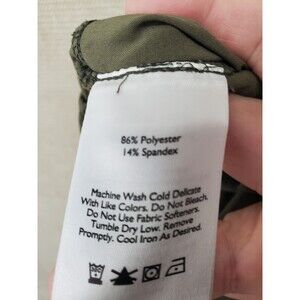 86% Polyester
14% Spandex
Machine Wash Cold Delicate
With Like Colors. Do Not Bleach.
Do Not Use Fabric Softeners.
Tumble Dry Low. Remove
Promptly. Cool Iron As Desired.